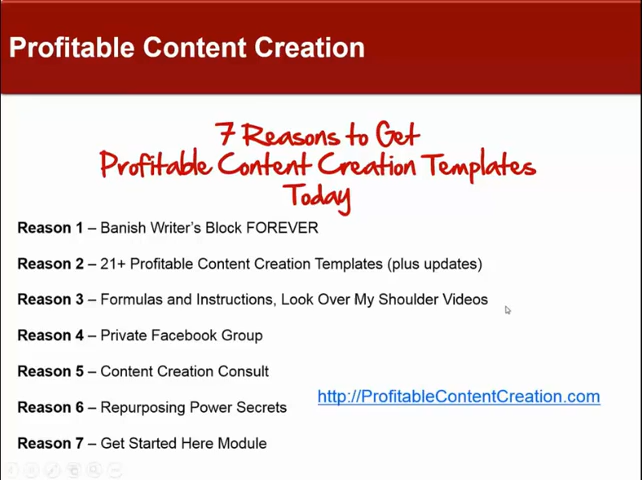 Profitable Content Creation
7 Reasons to Get
Profitable Content Creation Templates
Today
Reason 1 – Banish Writer's Block FOREVER
Reason 2 – 21+ Profitable Content Creation Templates (plus updates)
Reason 3 – Formulas and Instructions, Look Over My Shoulder Videos
Reason 4 – Private Facebook Group
Reason 5 – Content Creation Consult
http://ProfitableContentCreation.com
Reason 6 – Repurposing Power Secrets
Reason 7 – Get Started Here Module